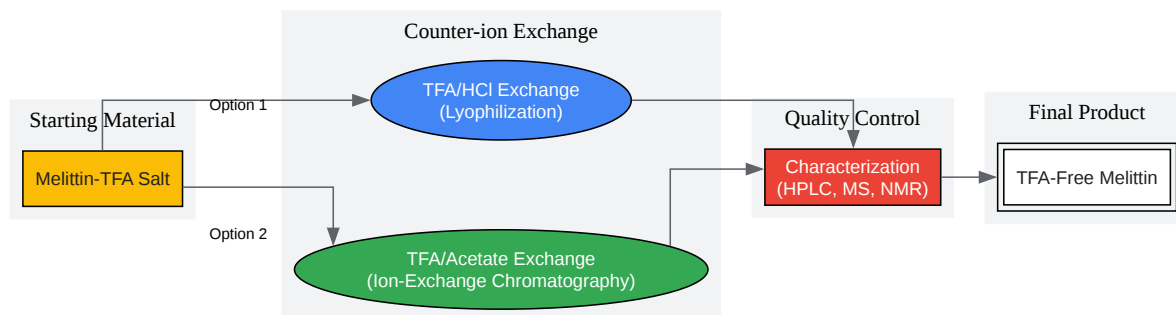 Counter-ion Exchange
TFA/HCl Exchange
(Lyophilization)
Option 1
Starting Material
Melittin-TFA Salt
Option 2
TFA/Acetate Exchange
(Ion-Exchange Chromatography)
Quality Control
Characterization
(HPLC, MS, NMR)
Final Product
TFA-Free Melittin